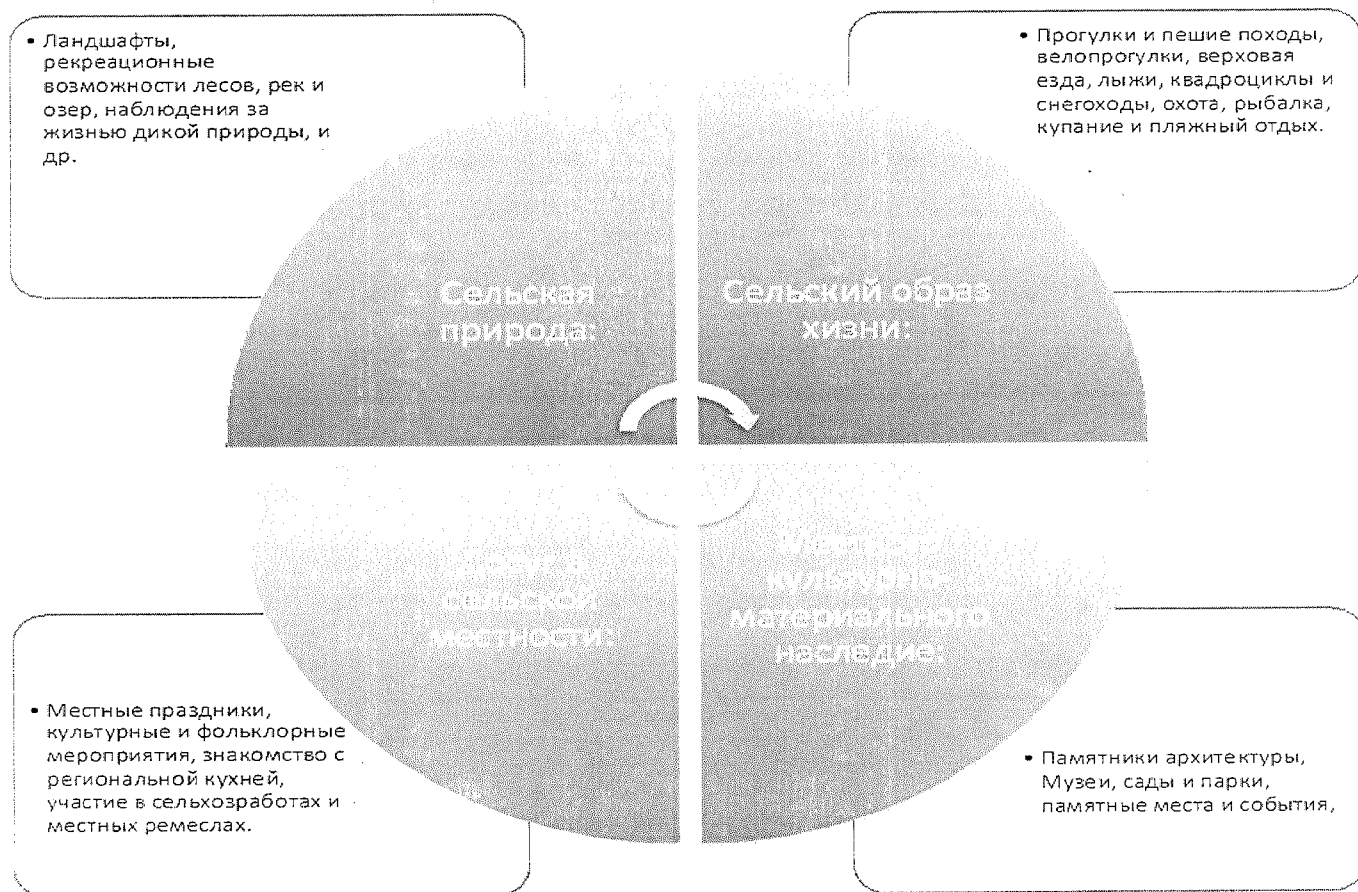 • Ландшафты,
рекреационные
возможности лесов, рек и
озер, наблюдения за
жизнью дикой природы, и
др.
• Прогулки и пешие походы,
велопрогулки, верховая
езда, лыжи, квадроциклы и
снегоходы, охота, рыбалка,
купание и пляжный отдых.
Сельская
природа:
Сельский образ
хизни:
сельской
местности:
культурно-
материального
наследие:
• Местные праздники,
культурные и фольклорные
мероприятия, знакомство с
региональной кухней,
участие в сельхозработах и
местных ремеслах.
• Памятники архитектуры,
Музеи, сады и парки,
памятные места и события,